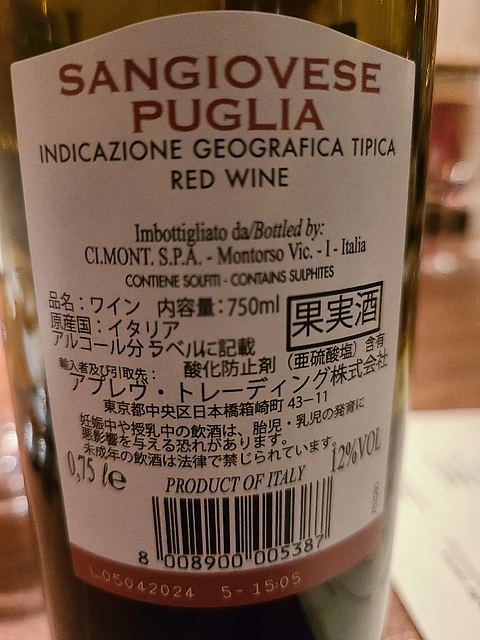 SANGIOVESE
PUGLIA
INDICAZIONE GEOGRAFICA TIPICA
RED WINE
Imbottigliato da/Bottled by:
CI.MONT. S.P.A. - Montorso Vic. - I - Italia
CONTIENE SOLFITI - CONTAINS SULPHITES
品名：ワイン 内容量：750ml
原産国：イタリア
果実酒
アルコール分 ラベルに記載
酸化防止剤（亜硫酸塩）含有
輸入者及び引取先：
アプレヴ・トレーディング株式会社
東京都中央区日本橋箱崎町 43-11
妊娠中や授乳中の飲酒は、胎児・乳児の発育に
悪影響を与える恐れがあります。
未成年の飲酒は法律で禁じられています。
0,75 ℓ e
12%VOL
PRODUCT OF ITALY
8 008900 005387
L.05042024 5- 15:05